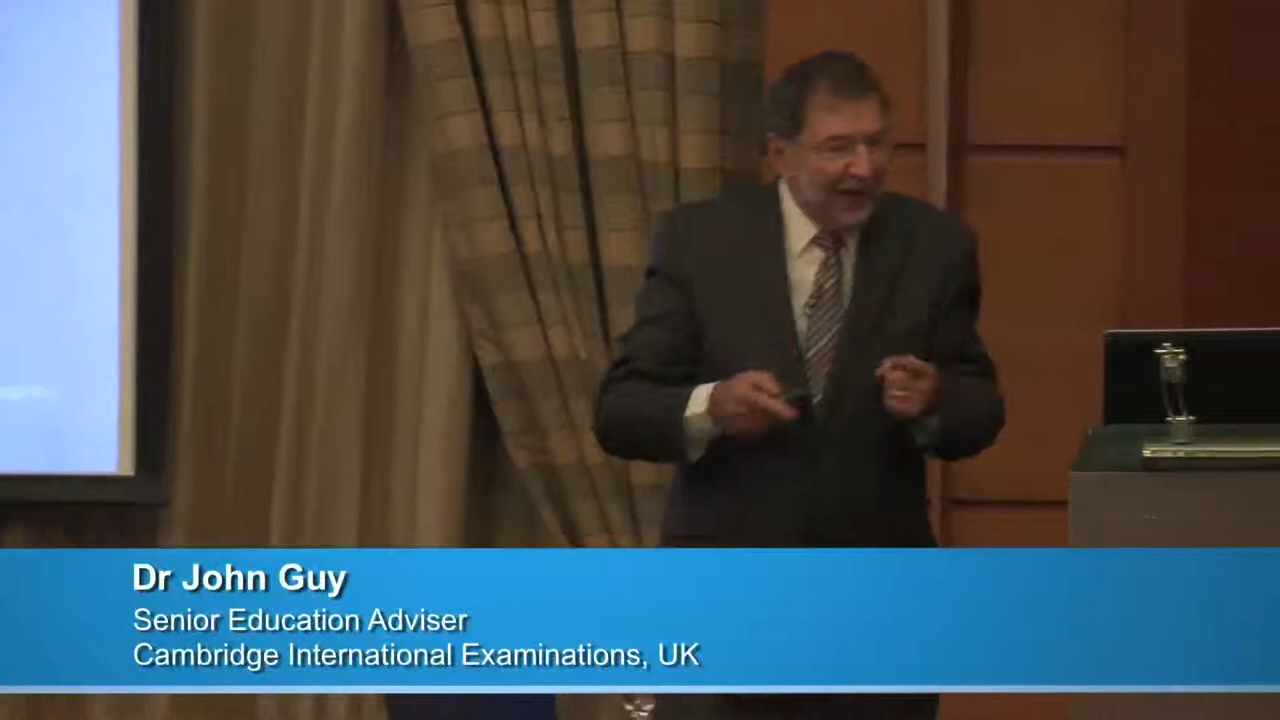 Dr John Guy
Senior Education Adviser
Cambridge International Examinations, UK